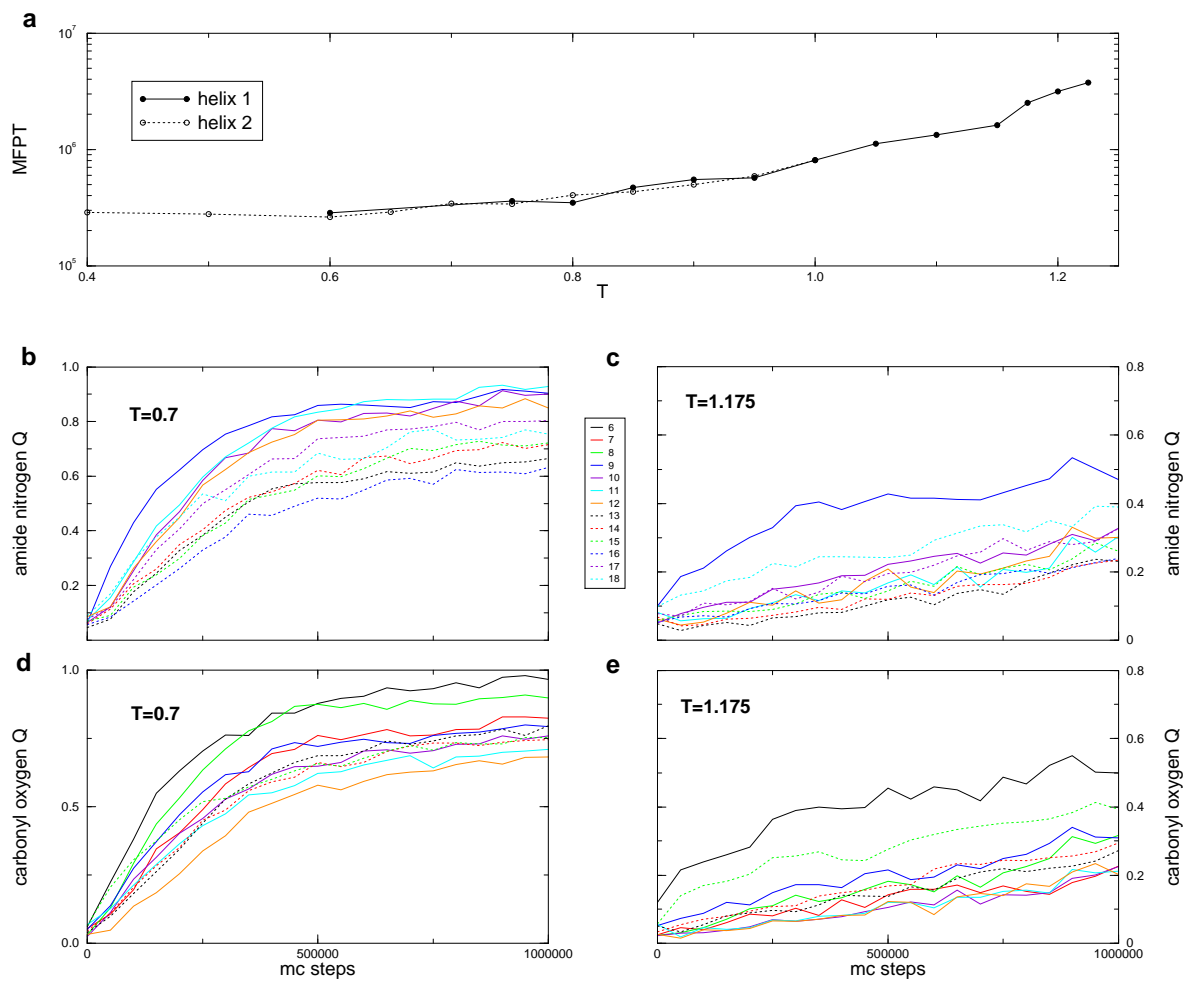 a
10^7
10^6
10^5
MFPT
helix 1
helix 2
0.4
0.6
0.8
1.0
1.2
T
b
1.0
0.8
0.6
0.4
0.2
amide nitrogen Q
T=0.7
6
7
8
9
10
11
12
13
14
15
16
17
18
c
T=1.175
0.8
0.6
0.4
0.2
0
amide nitrogen Q
d
1.0
0.5
0.0
carbonyl oxygen Q
T=0.7
0
500000
1000000
mc steps
e
T=1.175
0.8
0.6
0.4
0.2
0
carbonyl oxygen Q
0
500000
1000000
mc steps